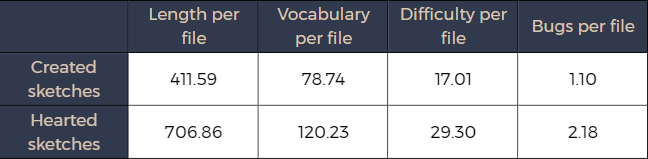 Length per file Vocabulary per file Difficulty per file Bugs per file
Created sketches 411.59 78.74 17.01 1.10
Hearted sketches 706.86 120.23 29.30 2.18